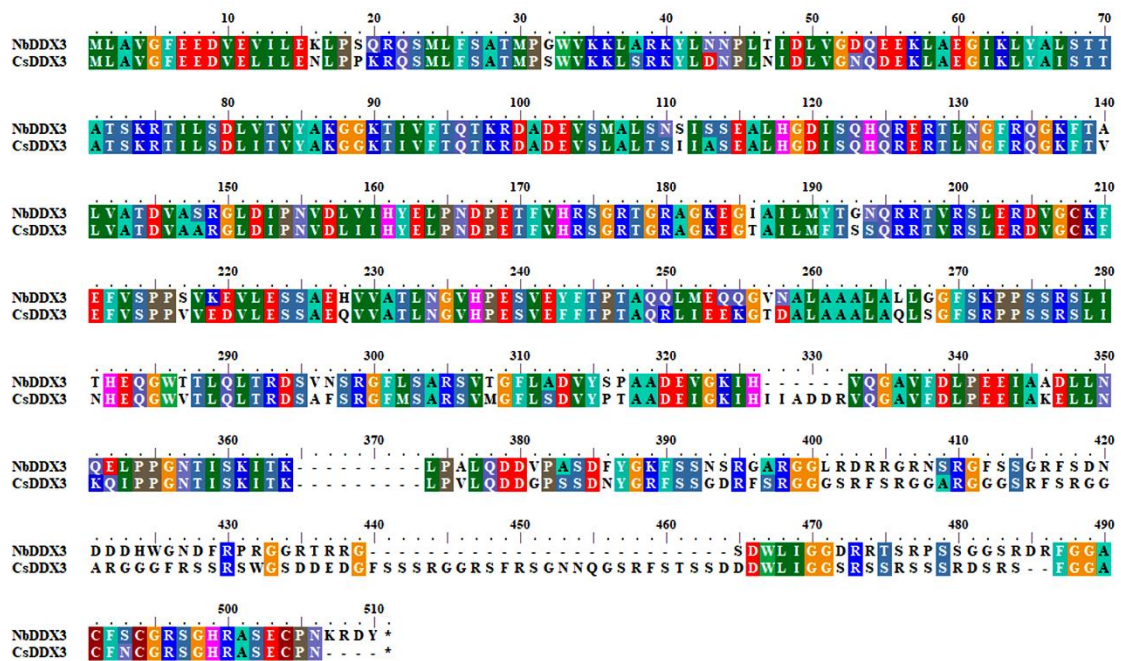 10 20 30 40 50 60 70
NbDDX3 MLAVGFEEDVEVILEKLPSQRQSMLFSATMPGWVKKLARKYLNNPLTIDLVGDQEEKLAEGIKLYALSTT
CsDDX3 MLAVGFEEDVELILENLPPKRQSMLFSATMPSWVKKLSRKYLDNPLNIDLVGNQDEKLAEGIKLYAISTT
80 90 100 110 120 130 140
NbDDX3 ATSKRTILSDLVTVYAKGGKTIVFTQTKRDADEVSMALSNSISSEALHGDISQHQRERTLNGFRQGKFTA
CsDDX3 ATSKRTILSDLITVYAKGGKTIVFTQTKRDADEVSLALTSIIASEALHGDISQHQRERTLNGFRQGKFTV
150 160 170 180 190 200 210
NbDDX3 LVATDVASRGLDIPNVDLVIHYELPNDPETFVHRSGRTGRAGKEGIAILMYTGNQRRTVRSLERDVGCKF
CsDDX3 LVATDVAARGLDIPNVDLIIHYELPNDPETFVHRSGRTGRAGKEGTAILMFTSSQRRTVRSLERDVGCKF
220 230 240 250 260 270 280
NbDDX3 EFVSPPSVKEVLESSAEHVVATLNGVHPESVEYFTPTAQQLMEQQGVNALAAALALLGGFSKPPSSRSLI
CsDDX3 EFVSPPVVEDVLESSAEQVVATLNGVHPESVEFFTPTAQRLIEEKGTDALAAALAQLSGFSRPPSSRSLI
290 300 310 320 330 340 350
NbDDX3 THEQGWTTLQLTRDSVNSRGFLSARSVTGFLADVYSPAADEVGKIH------VQGAVFDLPEEIAADLLN
CsDDX3 NHEQGWVTLQLTRDSAFSRGFMSARSVMGFLSDVYPTAADEIGKIHIIADDRVQGAVFDLPEEIAKELLN
360 370 380 390 400 410 420
NbDDX3 QELPPGNTISKITK---------LPALQDDVPASDFYGKFSSNSRGARGGLRDRRGRNSRGFSSGRFSDN
CsDDX3 KQIPPGNTISKITK---------LPVLQDDGPSSDNYGRFSSGDRFSRGGGSRFSRGGARGGGSRFSRGG
430 440 450 460 470 480 490
NbDDX3 DDDHWGNDFRPRGGRTRRG-------------------------SDWLIGGDRRTSRPSSGGSRDRFGGA
CsDDX3 ARGGGFRSSRSWGSDDEDGFSSSRGGRSFRSGNNQGSRFSTSSDDDWLIGGSRSSRSSSRDSRS--FGGA
500 510
NbDDX3 CFSCGRSGHRASECPNKRDY*
CsDDX3 CFNCGRSGHRASECPN----*